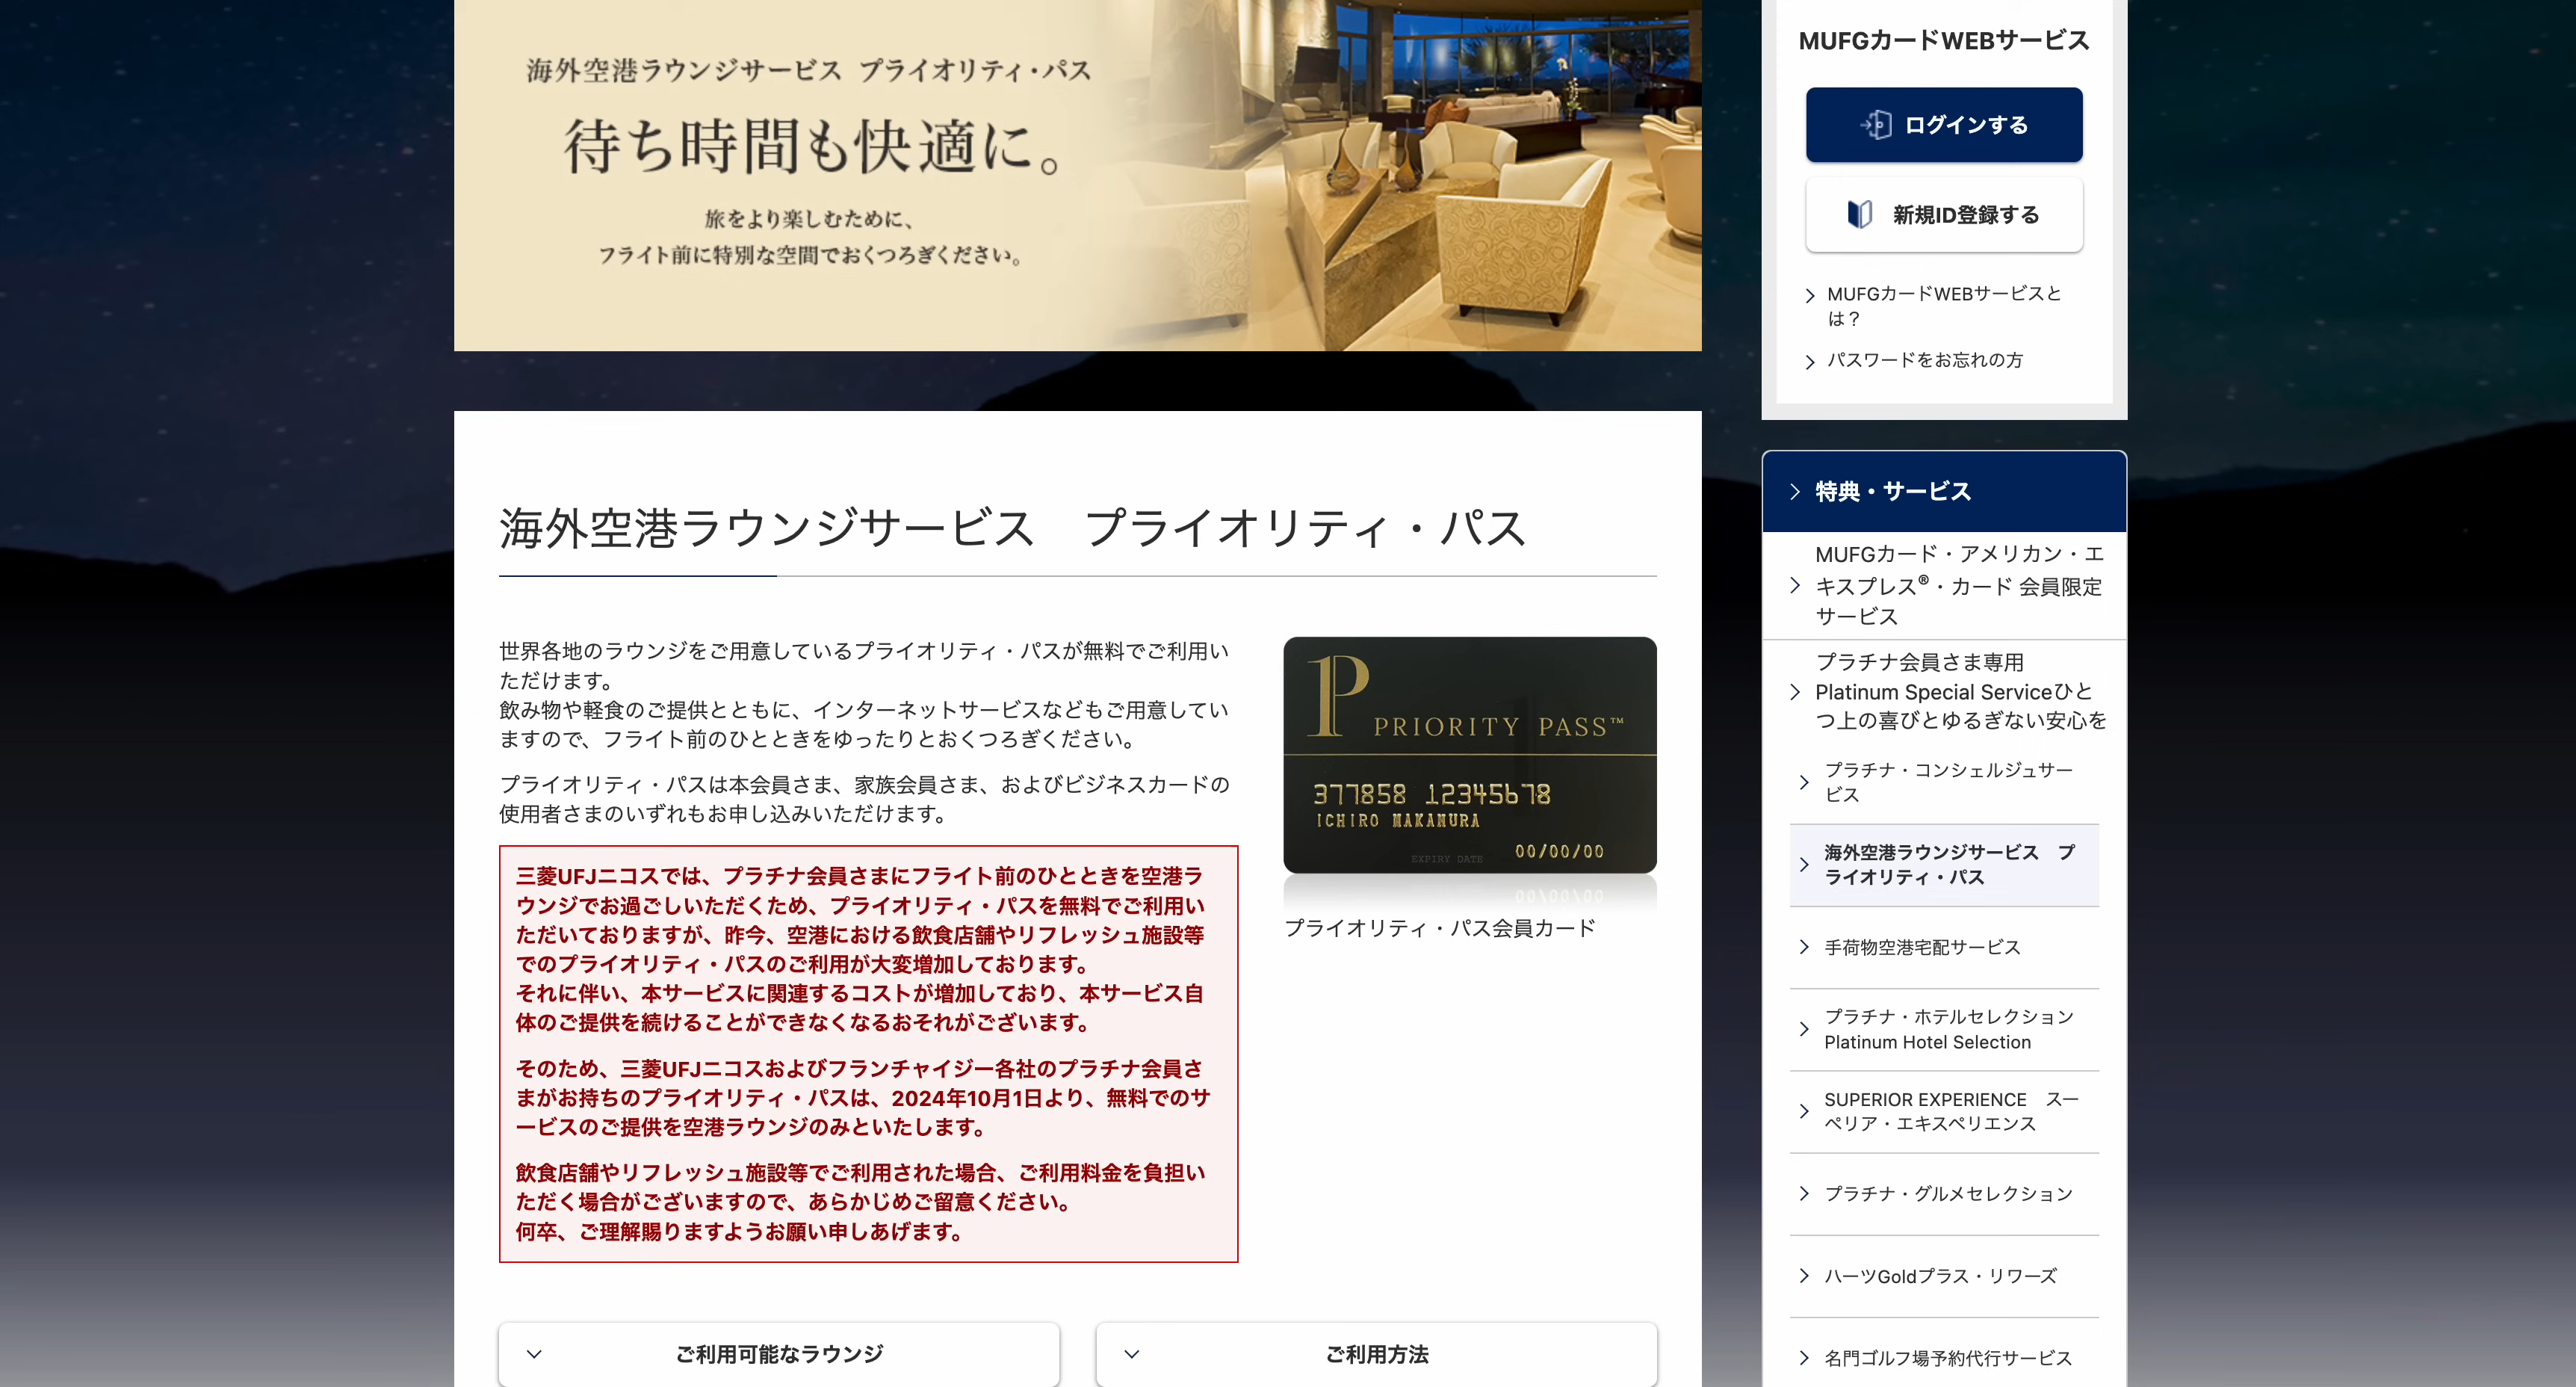 海外空港ラウンジサービス プライオリティ・パス
待ち時間も快適に。
旅をより楽しむために、
フライト前に特別な空間でおくつろぎください。
海外空港ラウンジサービス　プライオリティ・パス
世界各地のラウンジをご用意しているプライオリティ・パスが無料でご利用い
ただけます。
飲み物や軽食のご提供とともに、インターネットサービスなどもご用意してい
ますので、フライト前のひとときをゆったりとおくつろぎください。
プライオリティ・パスは本会員さま、家族会員さま、およびビジネスカードの
使用者さまのいずれもお申し込みいただけます。
三菱UFJニコスでは、プラチナ会員さまにフライト前のひとときを空港ラ
ウンジでお過ごしいただくため、プライオリティ・パスを無料でご利用い
ただいておりますが、昨今、空港における飲食店舗やリフレッシュ施設等
でのプライオリティ・パスのご利用が大変増加しております。
それに伴い、本サービスに関連するコストが増加しており、本サービス自
体のご提供を続けることができなくなるおそれがございます。
そのため、三菱UFJニコスおよびフランチャイジー各社のプラチナ会員さ
まがお持ちのプライオリティ・パスは、2024年10月1日より、無料でのサ
ービスのご提供を空港ラウンジのみといたします。
飲食店舗やリフレッシュ施設等でご利用された場合、ご利用料金を負担い
ただく場合がございますので、あらかじめご留意ください。
何卒、ご理解賜りますようお願い申しあげます。
P
PRIORITY PASS™
377858 12345678
ICHIRO NAKANURA
EXPIRY DATE 00/00/00
プライオリティ・パス会員カード
ご利用可能なラウンジ
ご利用方法
MUFGカードWEBサービス
ログインする
新規ID登録する
MUFGカードWEBサービスと
は？
パスワードをお忘れの方
特典・サービス
MUFGカード・アメリカン・エ
キスプレス®・カード 会員限定
サービス
プラチナ会員さま専用
Platinum Special Serviceひと
つ上の喜びとゆるぎない安心を
プラチナ・コンシェルジュサー
ビス
海外空港ラウンジサービス　プ
ライオリティ・パス
手荷物空港宅配サービス
プラチナ・ホテルセレクション
Platinum Hotel Selection
SUPERIOR EXPERIENCE　スー
ペリア・エキスペリエンス
プラチナ・グルメセレクション
ハーツGoldプラス・リワーズ
名門ゴルフ場予約代行サービス